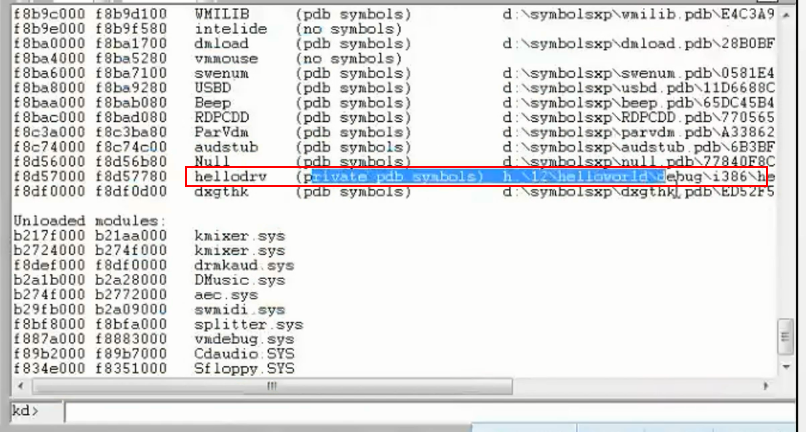 f8b9c000 f8b9d100 WMILIB (pdb symbols) d:\symbolsxp\wmilib.pdb\E4C3A9
f8b9e000 f8b9f580 intelide (no symbols)
f8ba0000 f8ba1700 dmload (pdb symbols) d:\symbolsxp\dmload.pdb\28B0BF
f8ba4000 f8ba5280 vmmouse (no symbols)
f8ba6000 f8ba7100 swenum (pdb symbols) d:\symbolsxp\swenum.pdb\0581E4
f8ba8000 f8ba9280 USBD (pdb symbols) d:\symbolsxp\usbd.pdb\11D6688C
f8baa000 f8bab080 Beep (pdb symbols) d:\symbolsxp\beep.pdb\65DC45B4
f8bac000 f8bad080 RDPCDD (pdb symbols) d:\symbolsxp\RDPCDD.pdb\770565
f8c3a000 f8c3ba80 ParVdm (pdb symbols) d:\symbolsxp\parvdm.pdb\A33862
f8c74000 f8c74c00 audstub (pdb symbols) d:\symbolsxp\audstub.pdb\6B3BF
f8d56000 f8d56b80 Null (pdb symbols) d:\symbolsxp\null.pdb\77840F8C
f8d57000 f8d57780 hellodrv (private pdb symbols) h:\12\helloworld\debug\i386\he
f8df0000 f8df0d00 dxgthk (pdb symbols) d:\symbolsxp\dxgthk.pdb\ED52F5
Unloaded modules:
b217f000 b21aa000 kmixer.sys
b2724000 b274f000 kmixer.sys
f8def000 f8df0000 drmkaud.sys
b2a1b000 b2a28000 DMusic.sys
b274f000 b2772000 aec.sys
b29fb000 b2a09000 swmidi.sys
f8bf8000 f8bfa000 splitter.sys
f887a000 f8883000 vmdebug.sys
f89b2000 f89b7000 Cdaudio.SYS
f834e000 f8351000 Sfloppy.SYS
kd>